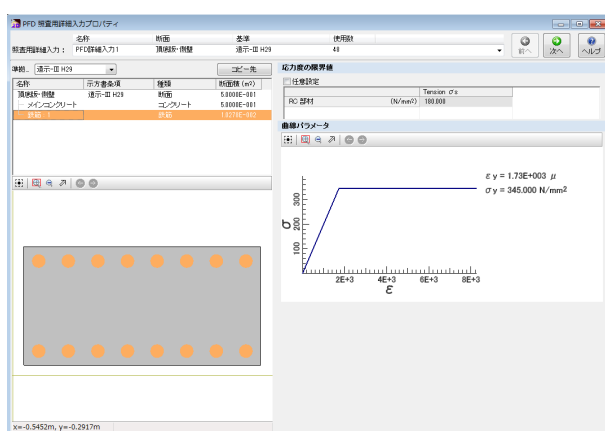 PFD 照査用詳細入力プロパティ
名称 断面 基準 使用数
照査用詳細入力: PFD詳細入力1 頂底版・側壁 道示-Ⅲ H29 48
前へ 次へ ヘルプ
準拠.. 道示-Ⅲ H29 コピー先
名称 示方書条項 種類 断面積 (m²)
頂底版・側壁 道示-Ⅲ H29 断面 5.0000E-001
メインコンクリート コンクリート 5.0000E-001
鉄筋: 1 鉄筋
応力度の限界値
任意設定
Tension σs
RC 部材 (N/mm²) 180.000
曲線パラメータ
ε y = 1.73E+003 μ
σ y = 345.000 N/mm2
σ
300
200
100
2E+3 4E+3 6E+3 8E+3
ε
x=-0.5452m, y=-0.2917m